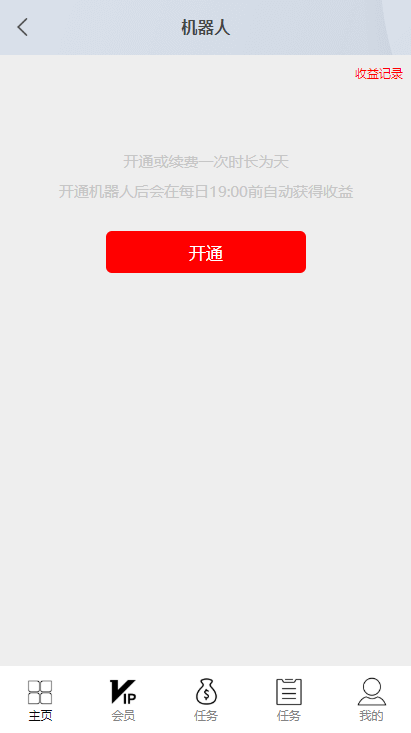 机器人
收益记录
开通或续费一次时长为天
开通机器人后会在每日19:00前自动获得收益
开通
VIP
主页
会员
任务
任务
我的